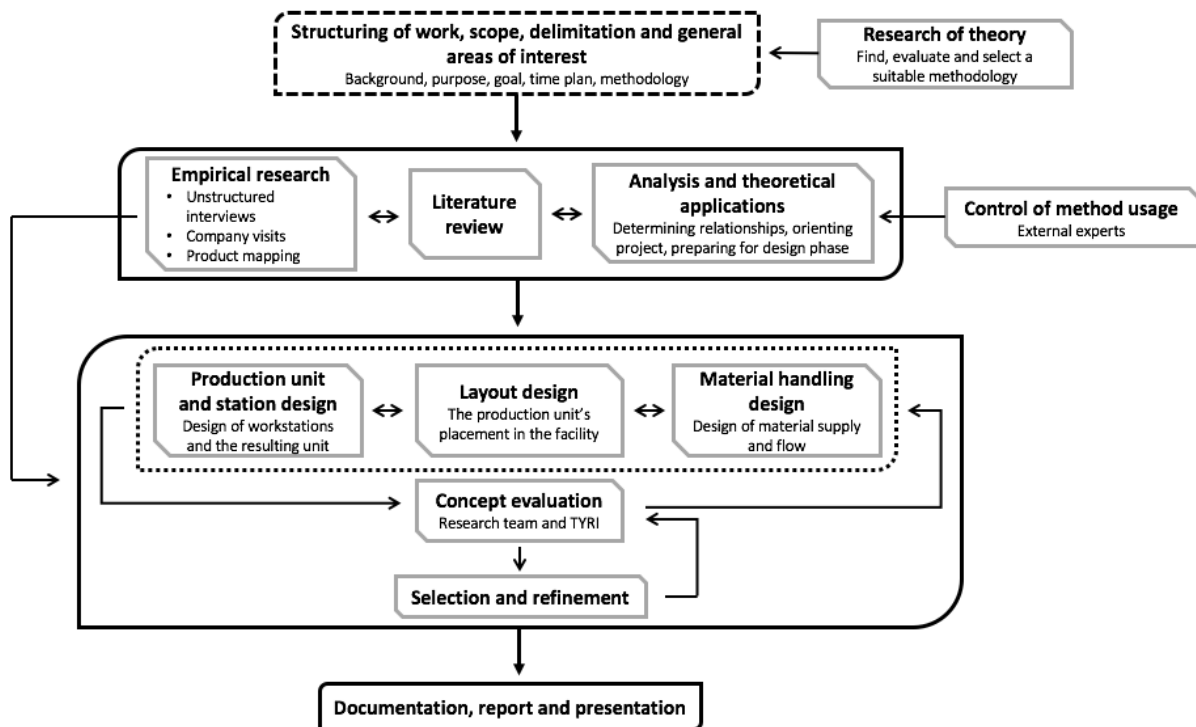 Structuring of work, scope, delimitation and general
areas of interest
Background, purpose, goal, time plan, methodology
Research of theory
Find, evaluate and select a
suitable methodology
Empirical research
• Unstructured
interviews
• Company visits
• Product mapping
Literature
review
Analysis and theoretical
applications
Determining relationships, orienting
project, preparing for design phase
Control of method usage
External experts
Production unit
and station design
Design of workstations
and the resulting unit
Layout design
The production unit's
placement in the facility
Material handling
design
Design of material supply
and flow
Concept evaluation
Research team and TYRI
Selection and refinement
Documentation, report and presentation